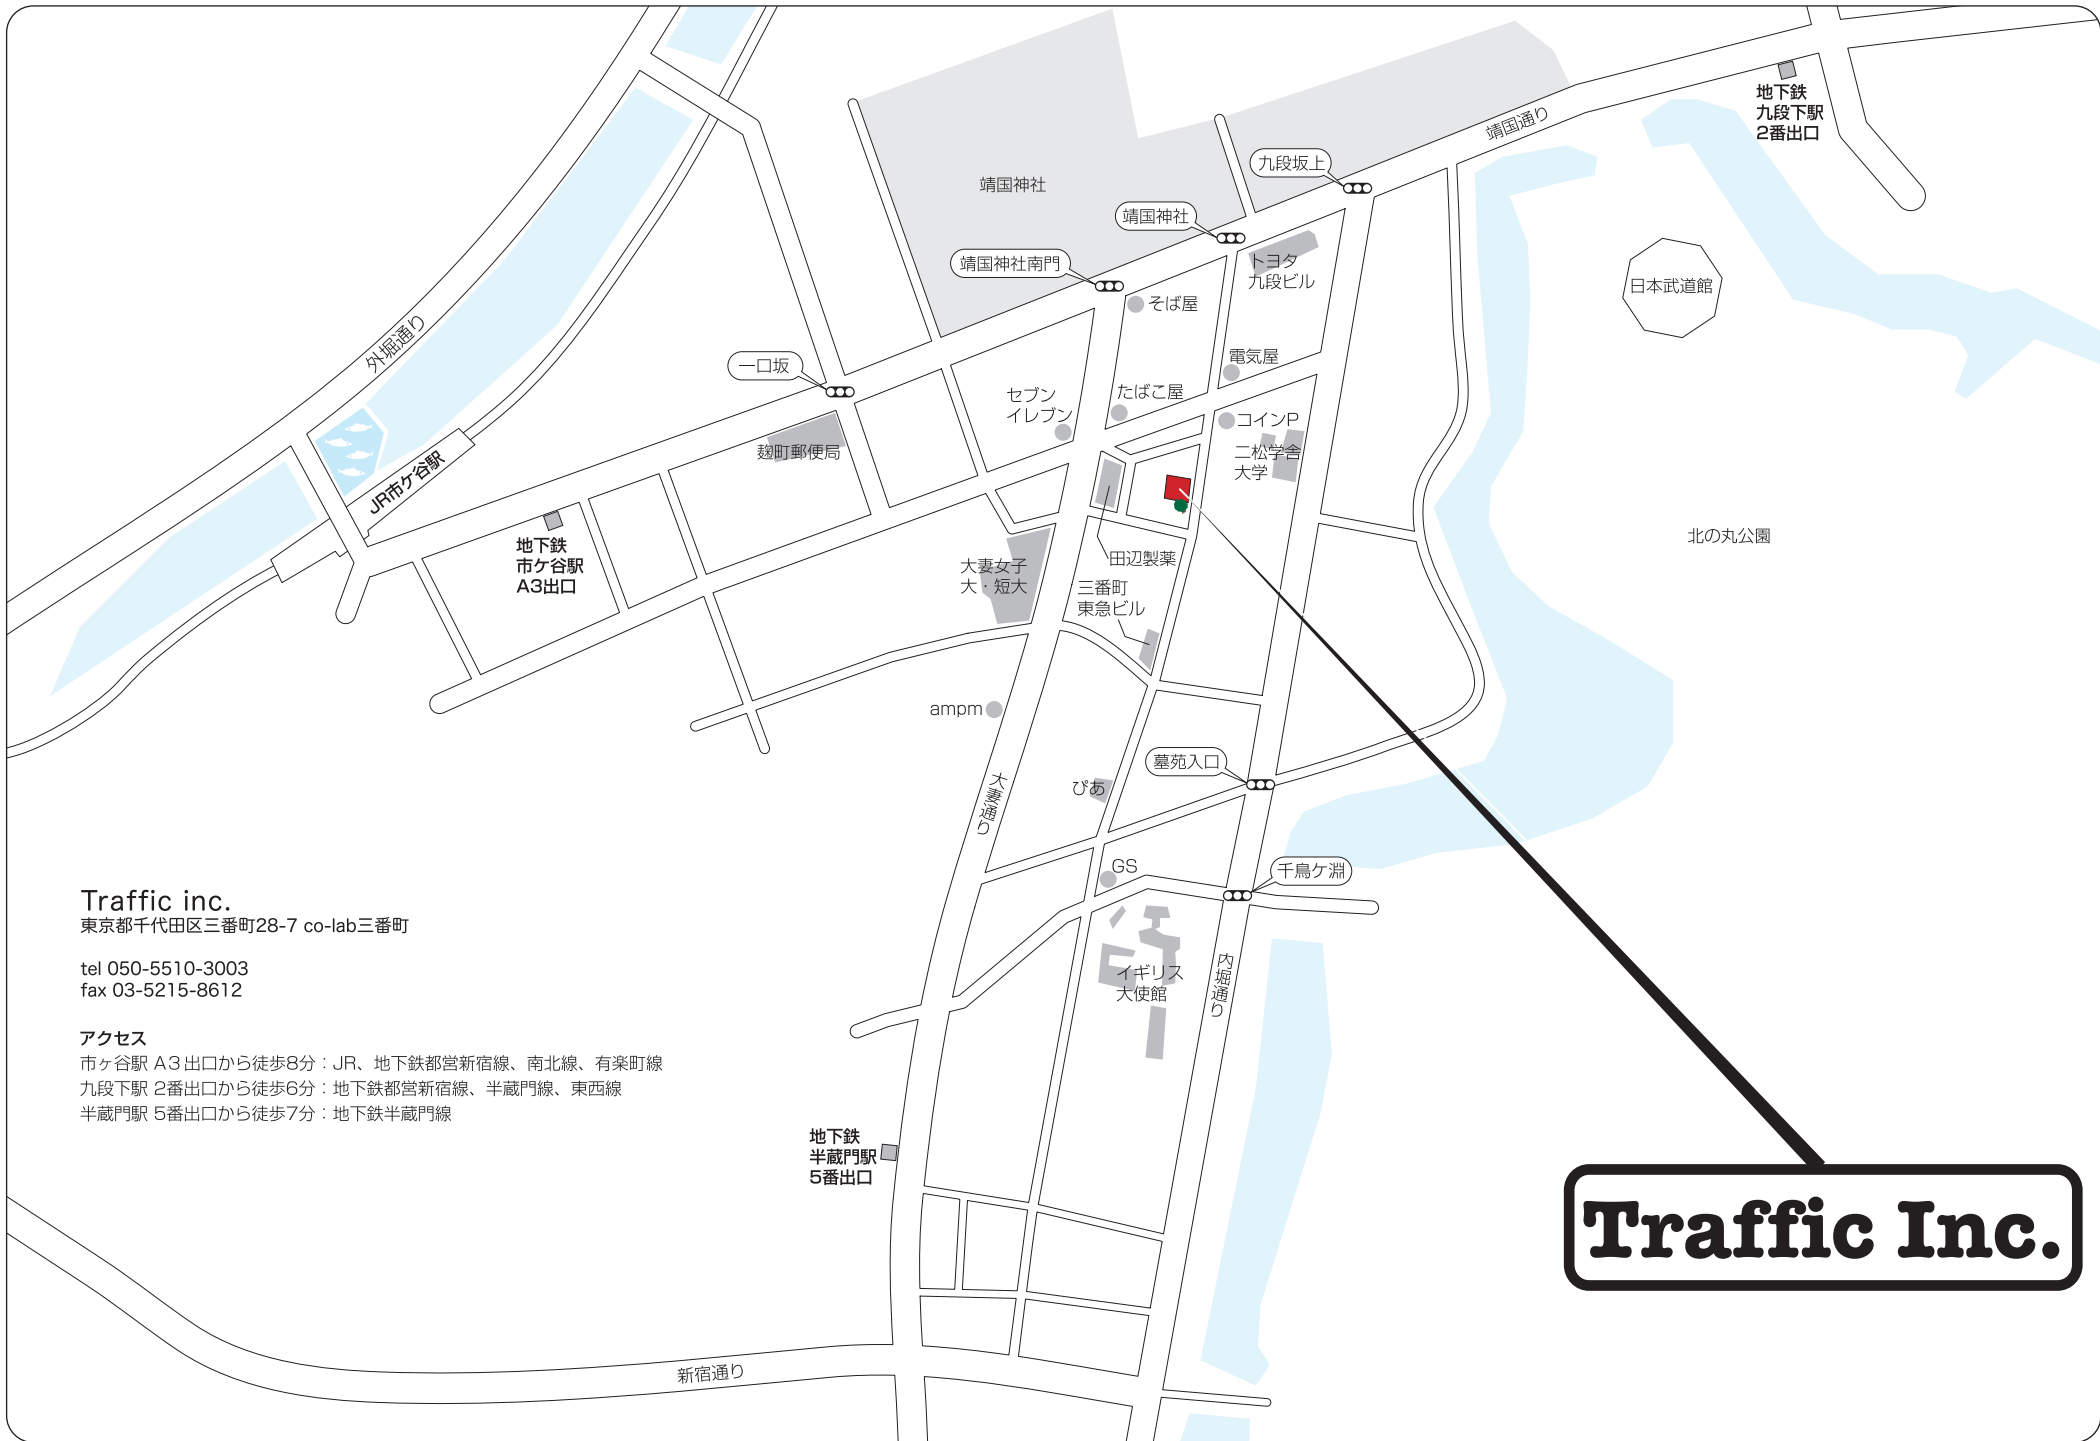 靖国通り
地下鉄
九段下駅
2番出口
九段坂上
靖国神社
靖国神社
靖国神社南門
トヨタ
九段ビル
そば屋
日本武道館
外堀通り
一口坂
電気屋
セブン
イレブン
たばこ屋
コインP
麹町郵便局
二松学舎
大学
JR市ケ谷駅
地下鉄
市ケ谷駅
A3出口
北の丸公園
田辺製薬
大妻女子
大・短大
三番町
東急ビル
ampm
墓苑入口
ぴあ
大妻通り
GS
千鳥ケ淵
Traffic inc.
東京都千代田区三番町28-7 co-lab三番町
tel 050-5510-3003
fax 03-5215-8612
イギリス
大使館
内堀通り
アクセス
市ヶ谷駅 A3出口から徒歩8分：JR、地下鉄都営新宿線、南北線、有楽町線
九段下駅 2番出口から徒歩6分：地下鉄都営新宿線、半蔵門線、東西線
半蔵門駅 5番出口から徒歩7分：地下鉄半蔵門線
地下鉄
半蔵門駅
5番出口
Traffic Inc.
新宿通り